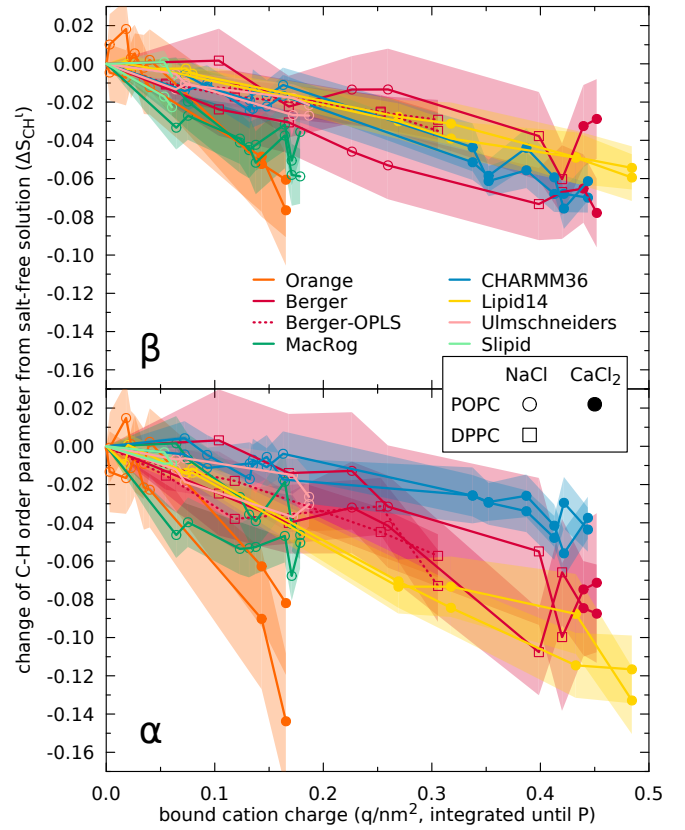 change of C-H order parameter from salt-free solution (ΔS_CH^i)
0.02
0.00
-0.02
-0.04
-0.06
-0.08
-0.10
-0.12
-0.14
-0.16
Orange
Berger
Berger-OPLS
MacRog
CHARMM36
Lipid14
Ulmschneiders
Slipid
β
NaCl CaCl₂
POPC
DPPC
0.02
0.00
-0.02
-0.04
-0.06
-0.08
-0.10
-0.12
-0.14
-0.16
α
0.0 0.1 0.2 0.3 0.4 0.5
bound cation charge (q/nm², integrated until P)